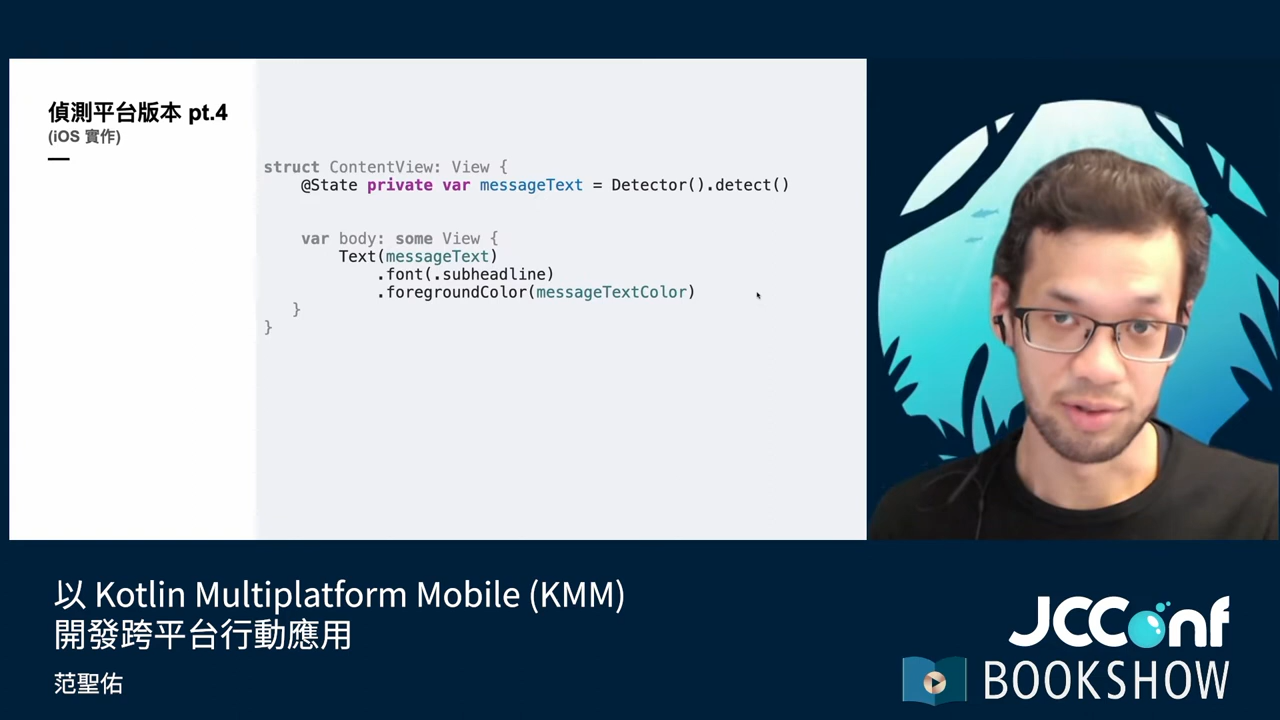 偵測平台版本 pt.4
(iOS 實作)
struct ContentView: View {
@State private var messageText = Detector().detect()
var body: some View {
Text(messageText)
.font(.subheadline)
.foregroundColor(messageTextColor)
}
}
以 Kotlin Multiplatform Mobile (KMM)
開發跨平台行動應用
范聖佑
JCConf
BOOKSHOW